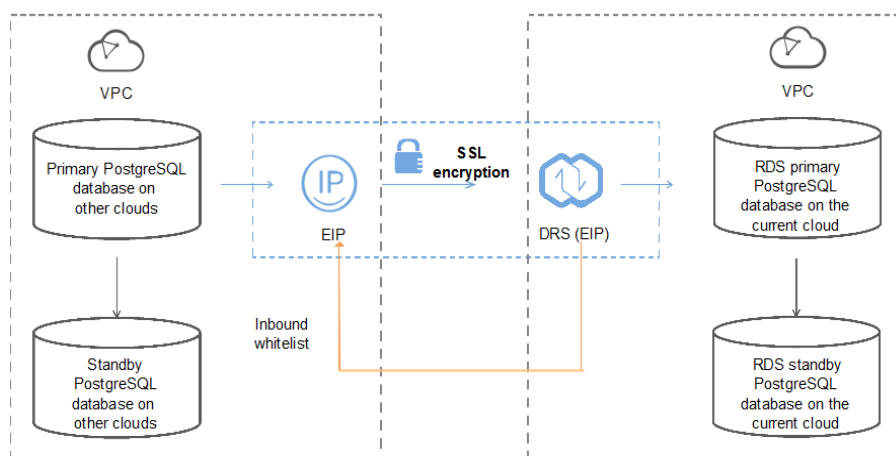 VPC
Primary PostgreSQL
database on
other clouds
IP
EIP
SSL
encryption
DRS (EIP)
VPC
RDS primary
PostgreSQL
database on the
current cloud
Inbound
whitelist
Standby
PostgreSQL
database on
other clouds
RDS standby
PostgreSQL
database on the
current cloud